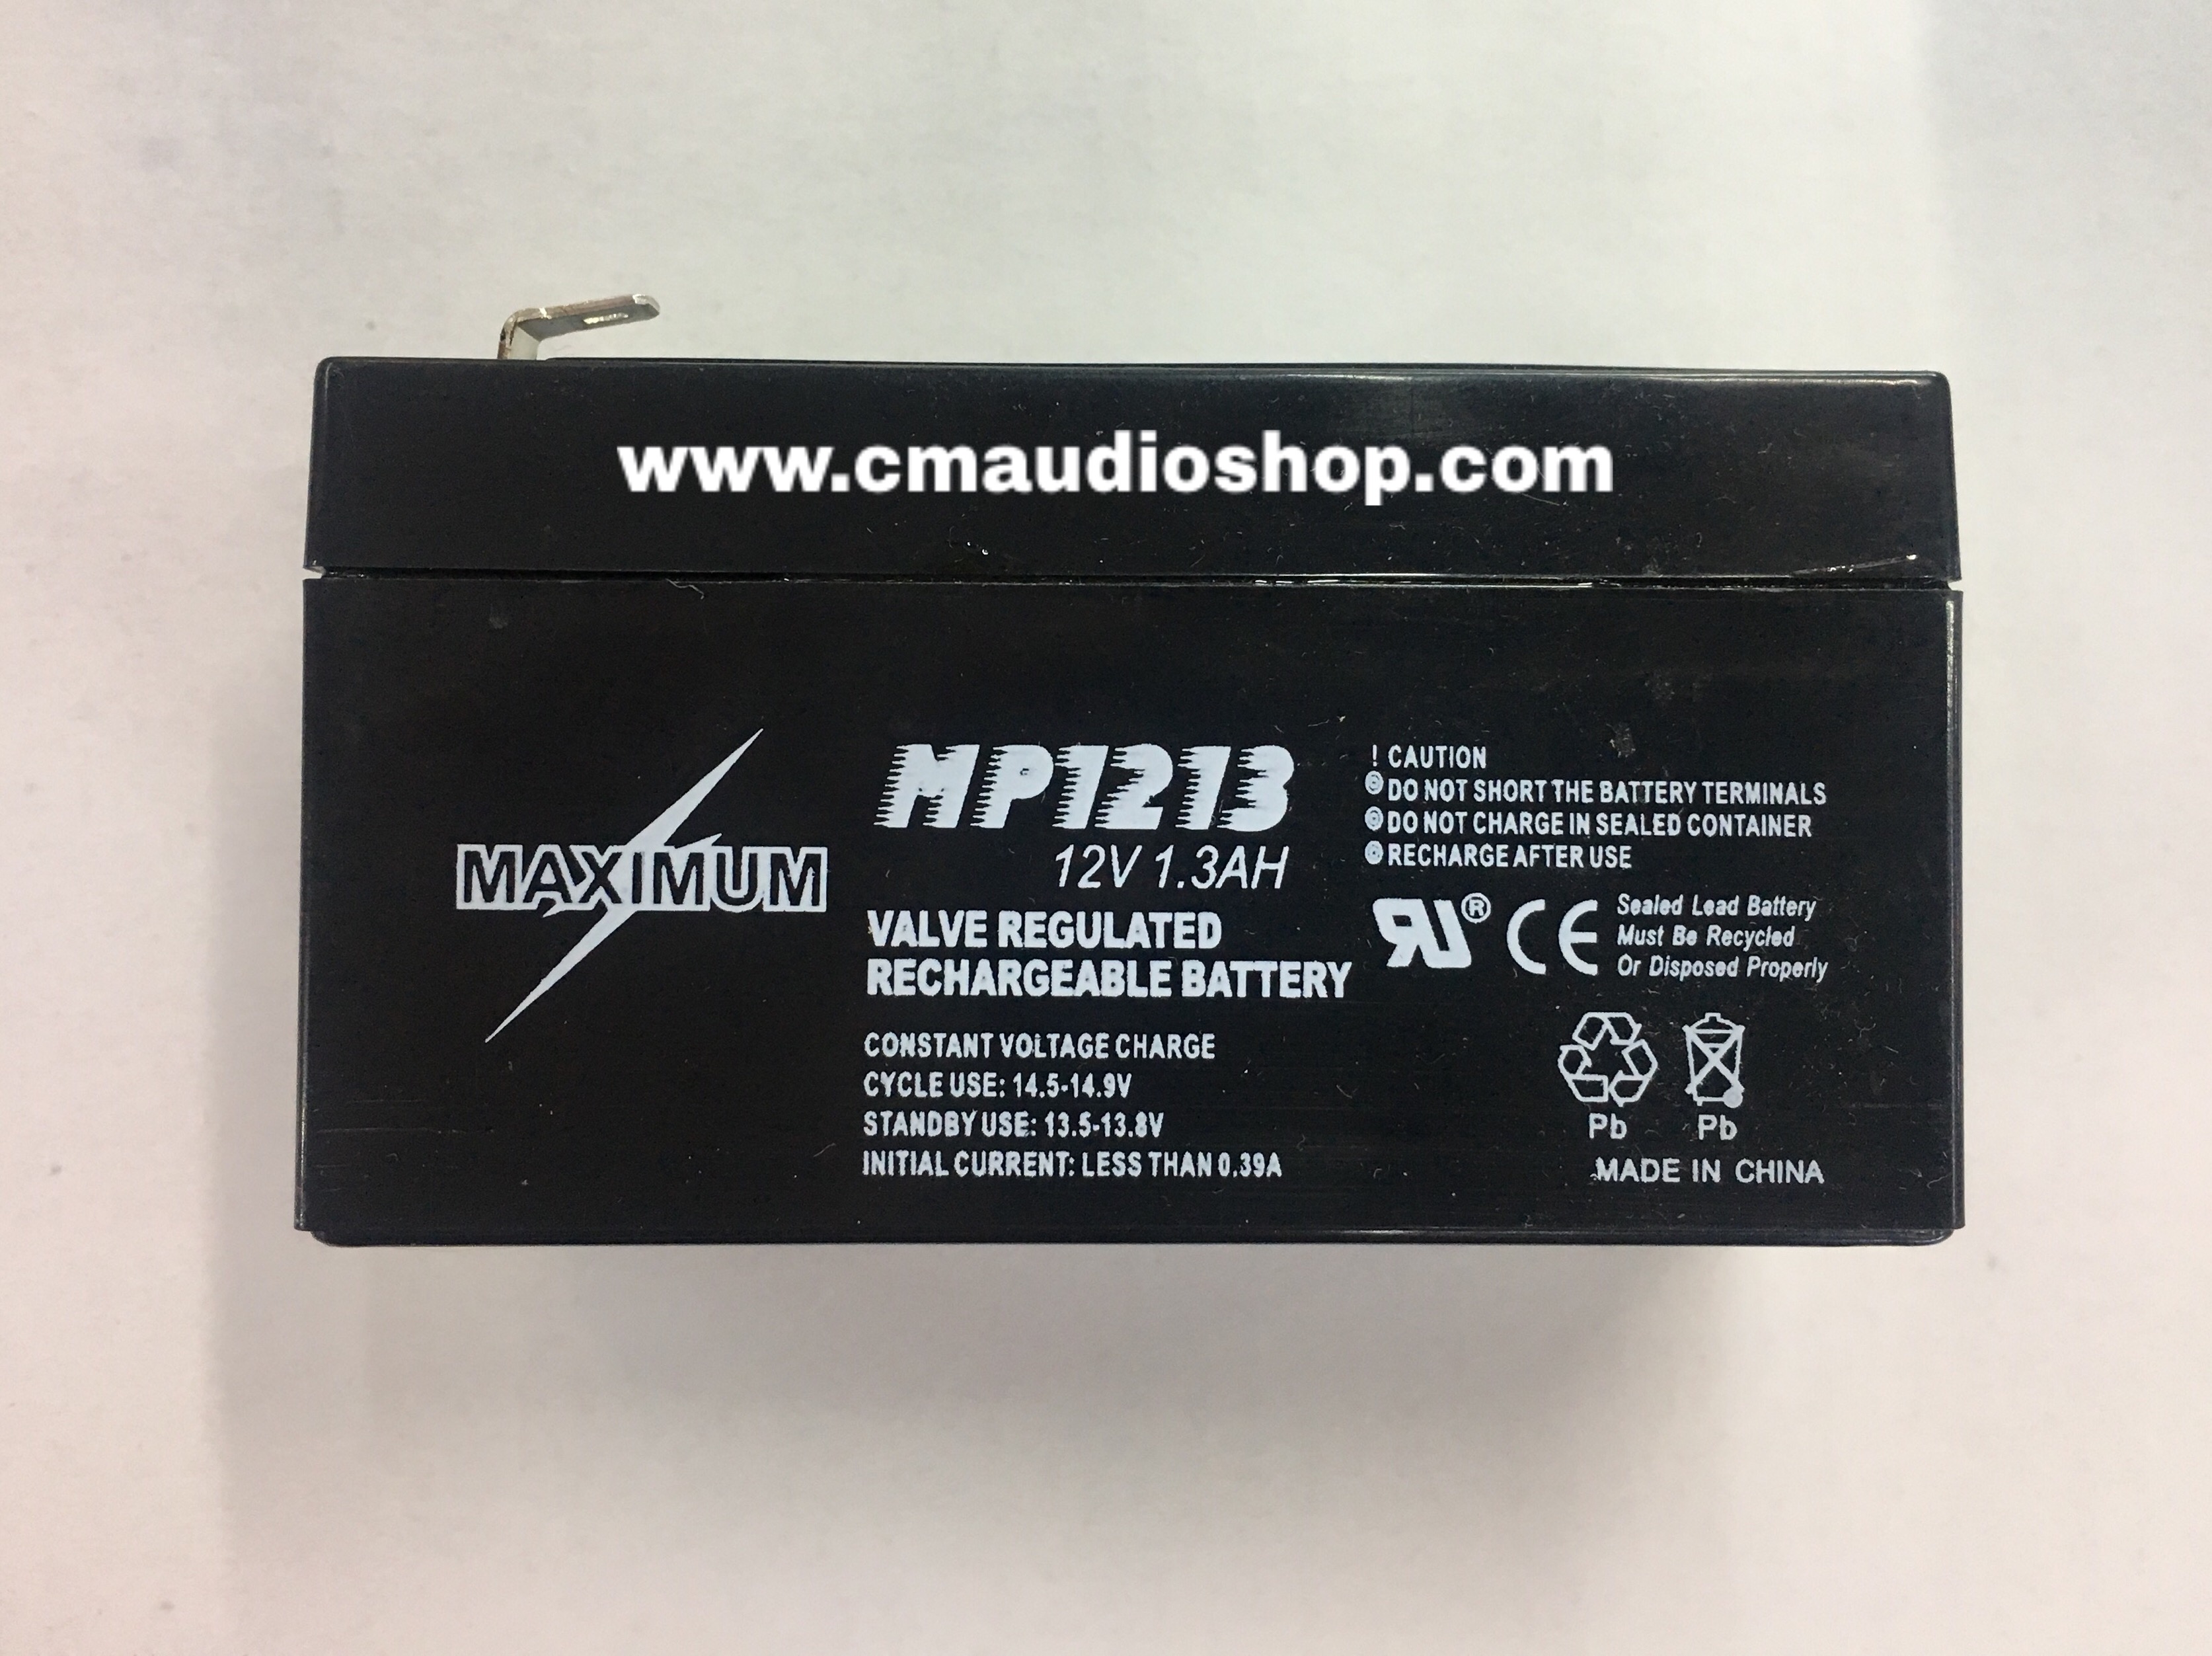 www.cmaudioshop.com
MAXIMUM
MP1213
12V 1.3AH
VALVE REGULATED
RECHARGEABLE BATTERY
CONSTANT VOLTAGE CHARGE
CYCLE USE: 14.5-14.9V
STANDBY USE: 13.5-13.8V
INITIAL CURRENT: LESS THAN 0.39A
! CAUTION
DO NOT SHORT THE BATTERY TERMINALS
DO NOT CHARGE IN SEALED CONTAINER
RECHARGE AFTER USE
RU® CE
Sealed Lead Battery
Must Be Recycled
Or Disposed Properly
Pb Pb
MADE IN CHINA